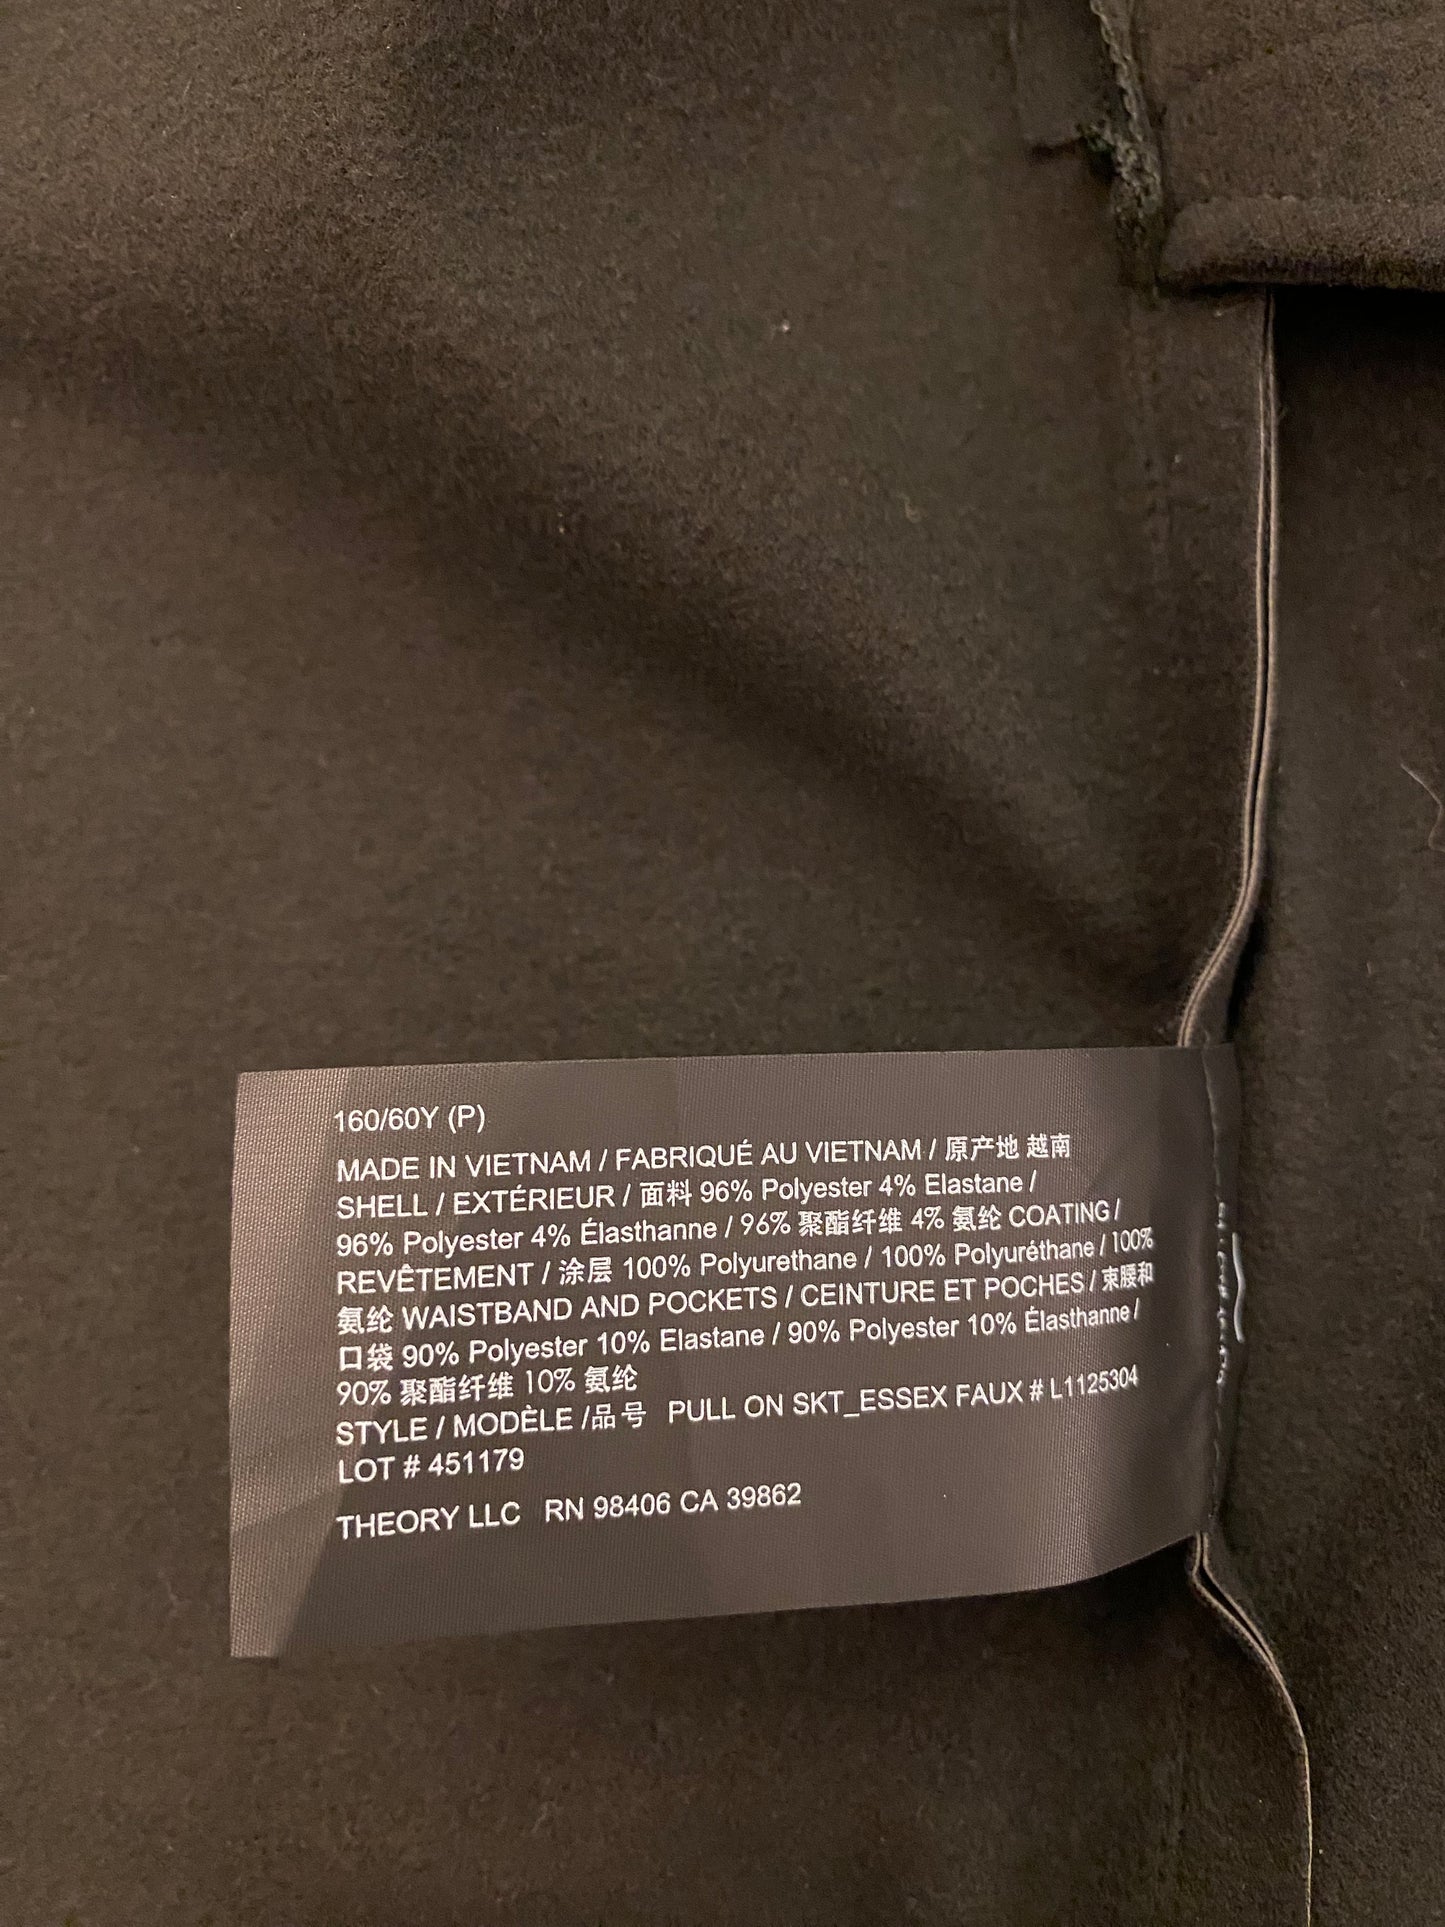 160/60Y (P)
MADE IN VIETNAM / FABRIQUÉ AU VIETNAM / 原产地 越南
SHELL / EXTÉRIEUR / 面料 96% Polyester 4% Elastane /
96% Polyester 4% Élasthanne / 96% 聚酯纤维 4% 氨纶 COATING /
REVÊTEMENT / 涂层 100% Polyurethane / 100% Polyuréthane / 100%
氨纶 WAISTBAND AND POCKETS / CEINTURE ET POCHES / 束腰和
口袋 90% Polyester 10% Elastane / 90% Polyester 10% Élasthanne /
90% 聚酯纤维 10% 氨纶
STYLE / MODÈLE /品号 PULL ON SKT_ESSEX FAUX # L1125304
LOT # 451179
THEORY LLC RN 98406 CA 39862